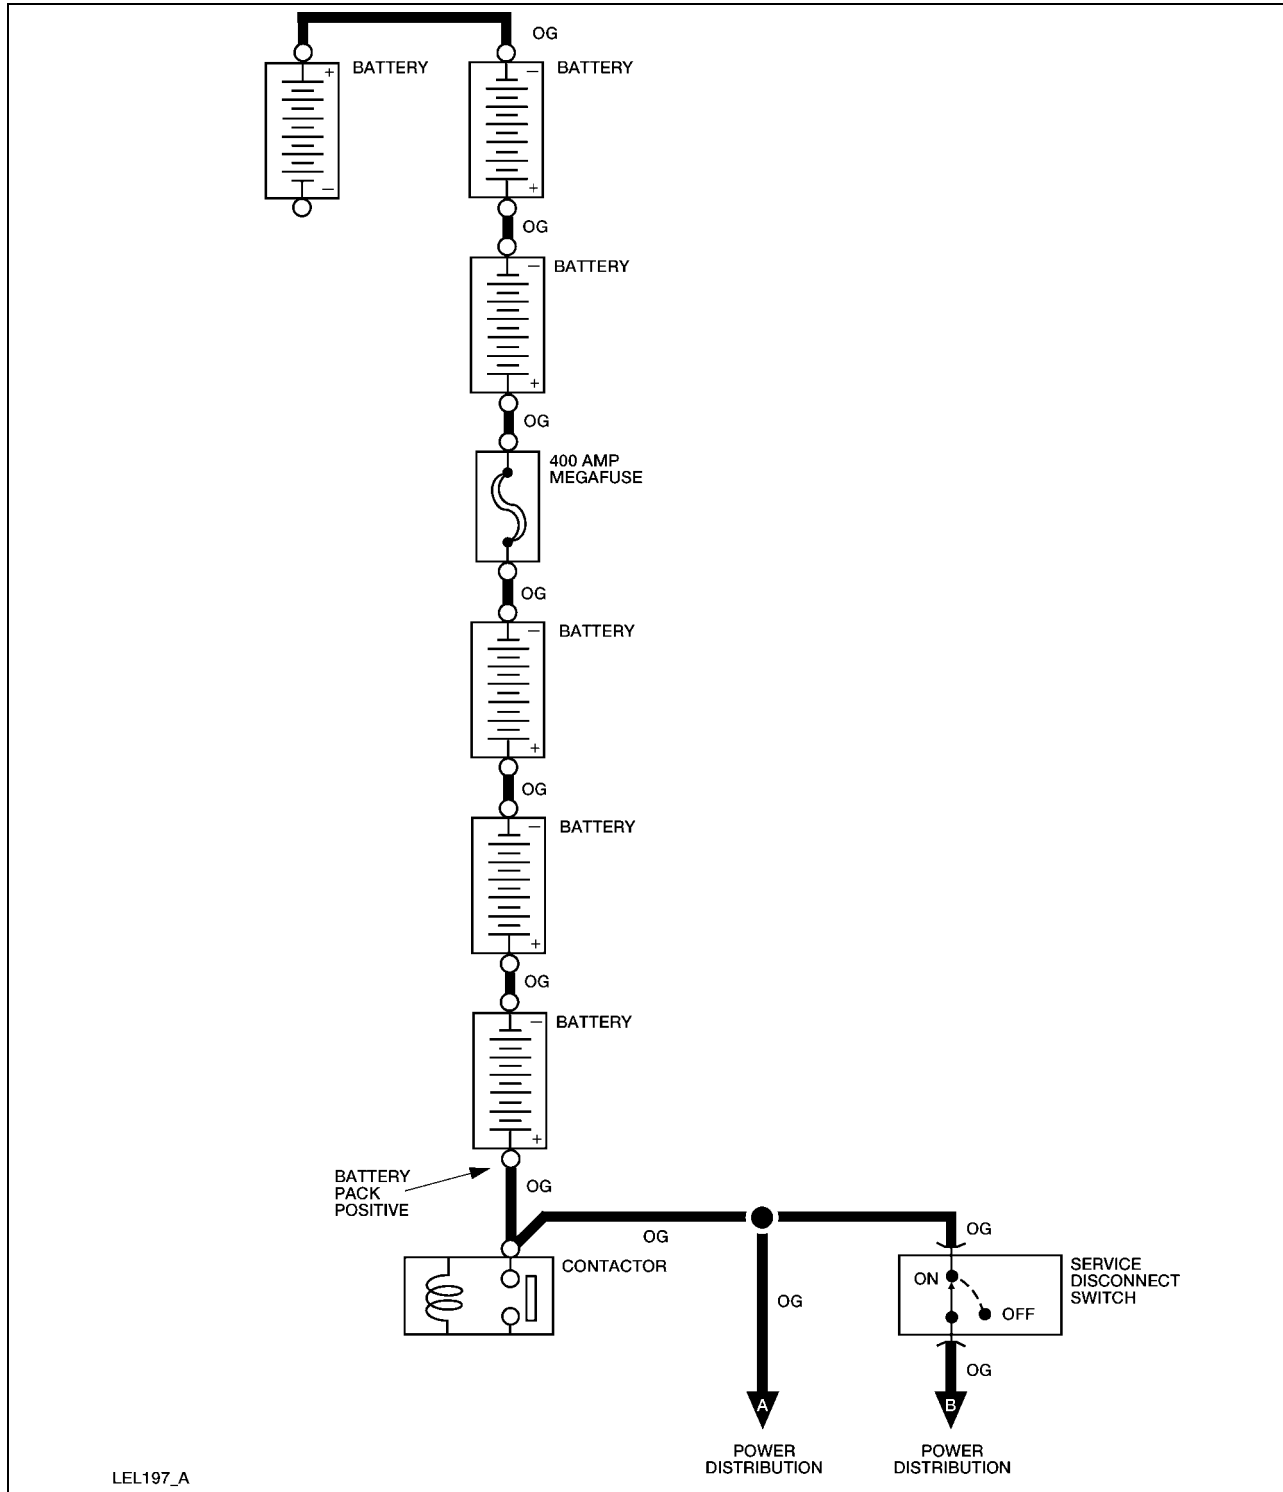 OG
+ BATTERY
− BATTERY
−
+
OG
− BATTERY
+
OG
400 AMP
MEGAFUSE
OG
− BATTERY
+
OG
− BATTERY
+
OG
− BATTERY
+
BATTERY
PACK
POSITIVE
OG
OG
OG
CONTACTOR
SERVICE
DISCONNECT
SWITCH
ON
OFF
OG
OG
A
B
POWER
DISTRIBUTION
POWER
DISTRIBUTION
LEL197_A